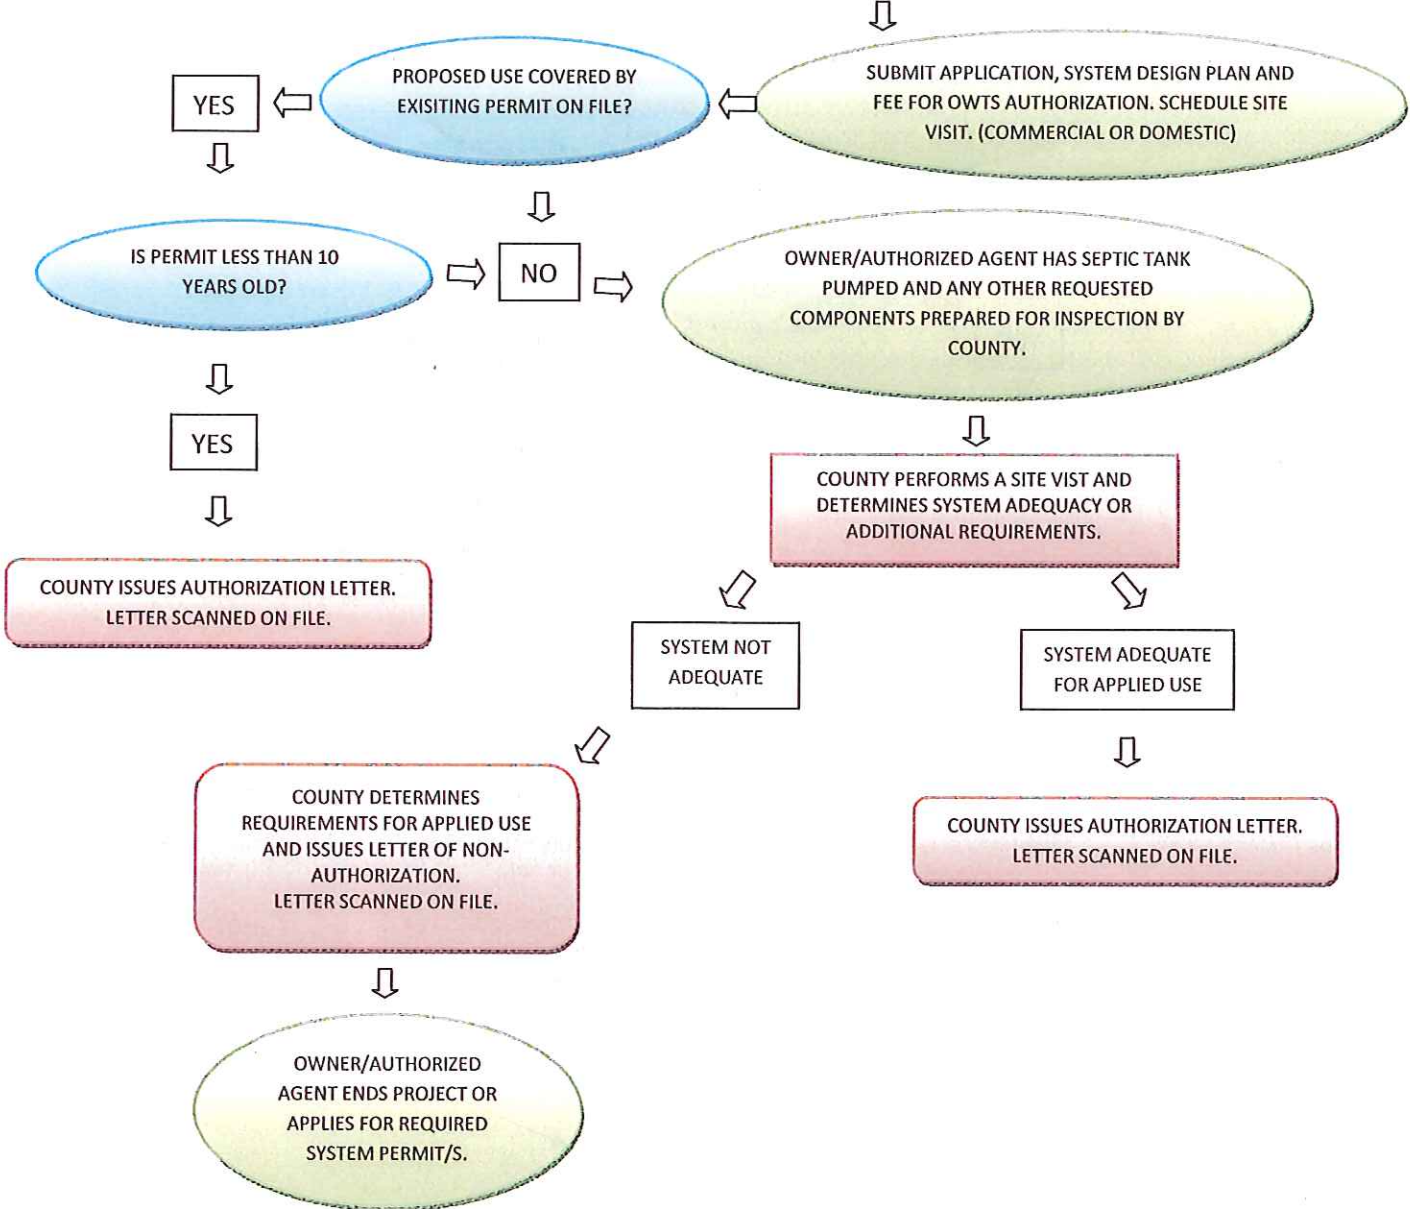 SUBMIT APPLICATION, SYSTEM DESIGN PLAN AND
FEE FOR OWTS AUTHORIZATION. SCHEDULE SITE
VISIT. (COMMERCIAL OR DOMESTIC)
PROPOSED USE COVERED BY
EXISITING PERMIT ON FILE?
YES
IS PERMIT LESS THAN 10
YEARS OLD?
NO
OWNER/AUTHORIZED AGENT HAS SEPTIC TANK
PUMPED AND ANY OTHER REQUESTED
COMPONENTS PREPARED FOR INSPECTION BY
COUNTY.
YES
COUNTY ISSUES AUTHORIZATION LETTER.
LETTER SCANNED ON FILE.
COUNTY PERFORMS A SITE VIST AND
DETERMINES SYSTEM ADEQUACY OR
ADDITIONAL REQUIREMENTS.
SYSTEM NOT
ADEQUATE
SYSTEM ADEQUATE
FOR APPLIED USE
COUNTY DETERMINES
REQUIREMENTS FOR APPLIED USE
AND ISSUES LETTER OF NON-
AUTHORIZATION.
LETTER SCANNED ON FILE.
COUNTY ISSUES AUTHORIZATION LETTER.
LETTER SCANNED ON FILE.
OWNER/AUTHORIZED
AGENT ENDS PROJECT OR
APPLIES FOR REQUIRED
SYSTEM PERMIT/S.